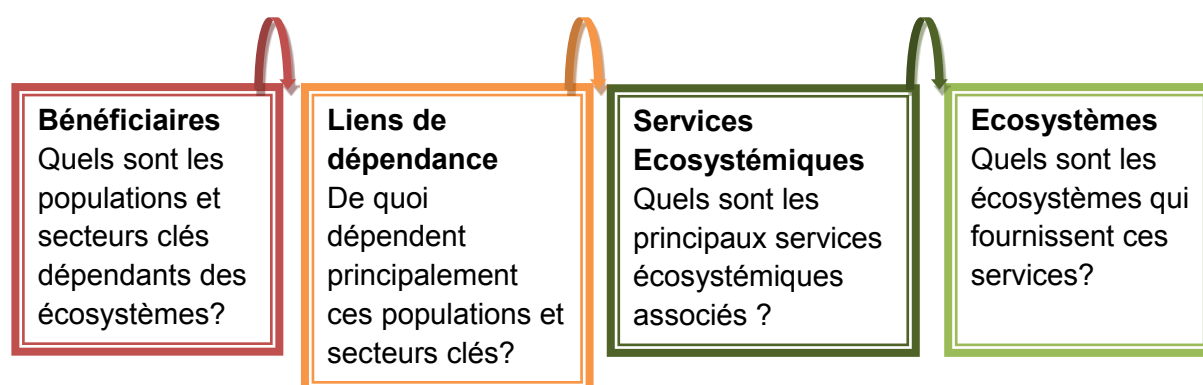 Bénéficiaires
Quels sont les
populations et
secteurs clés
dépendants des
écosystèmes?
Liens de
dépendance
De quoi
dépendent
principalement
ces populations et
secteurs clés?
Services
Ecosystémiques
Quels sont les
principaux services
écosystémiques
associés ?
Ecosystèmes
Quels sont les
écosystèmes qui
fournissent ces
services?